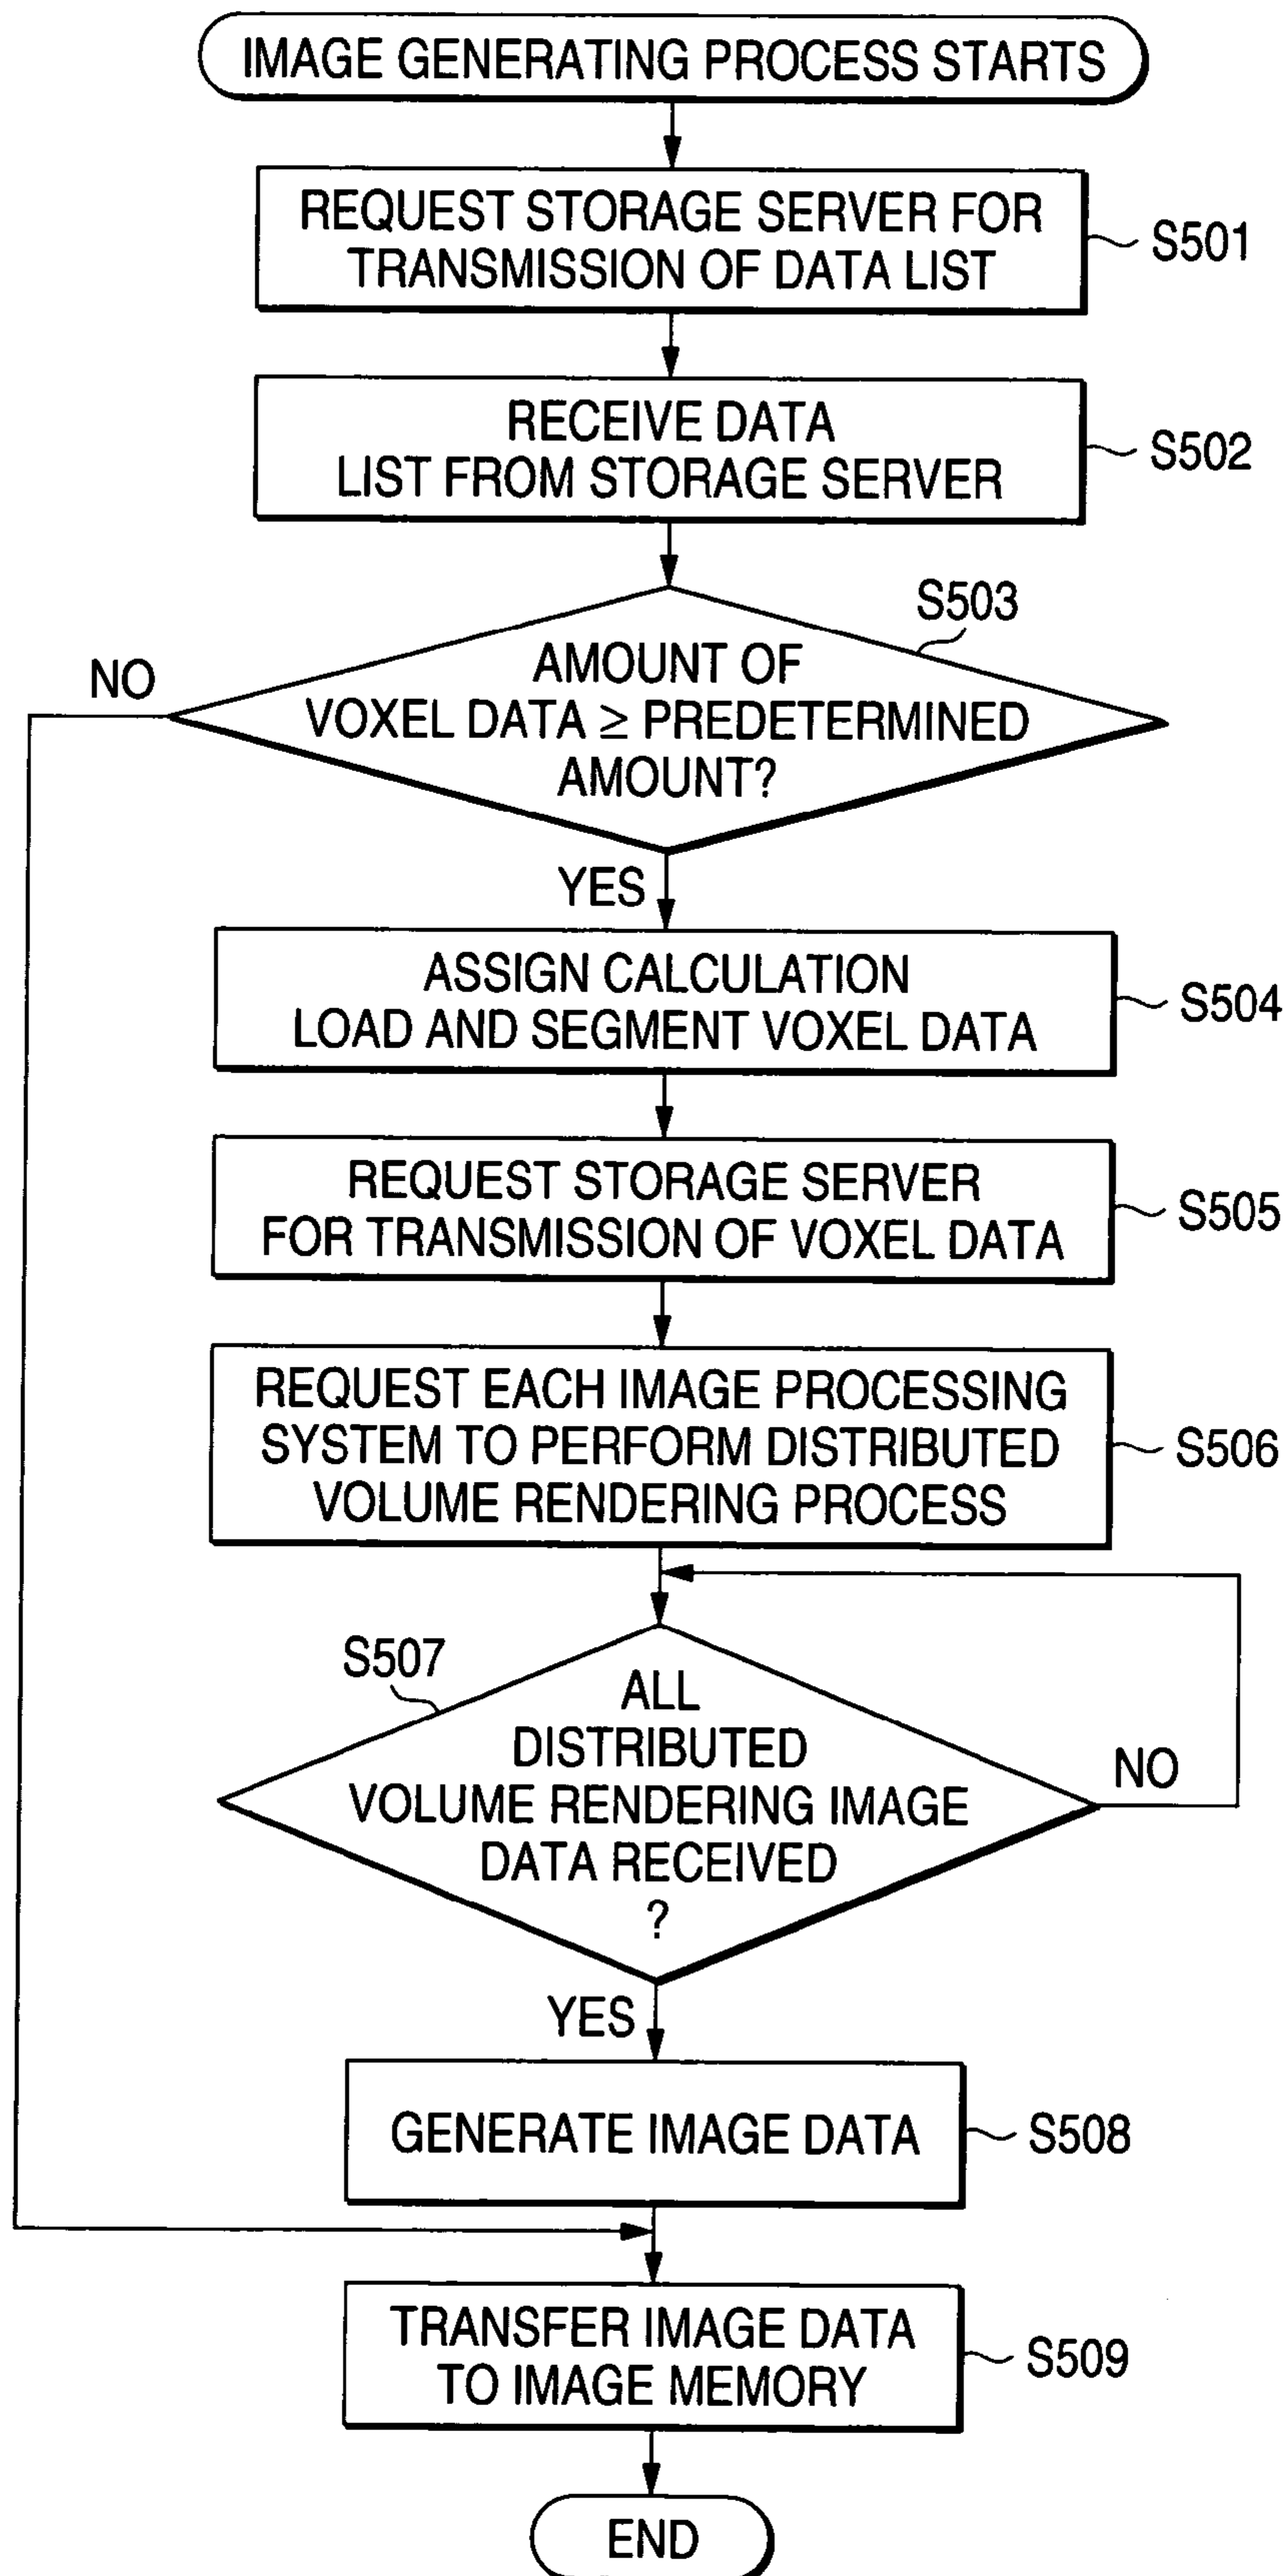 IMAGE GENERATING PROCESS STARTS
REQUEST STORAGE SERVER FOR
TRANSMISSION OF DATA LIST
S501
RECEIVE DATA
LIST FROM STORAGE SERVER
S502
S503
NO
AMOUNT OF
VOXEL DATA ≥ PREDETERMINED
AMOUNT?
YES
ASSIGN CALCULATION
LOAD AND SEGMENT VOXEL DATA
S504
REQUEST STORAGE SERVER
FOR TRANSMISSION OF VOXEL DATA
S505
REQUEST EACH IMAGE PROCESSING
SYSTEM TO PERFORM DISTRIBUTED
VOLUME RENDERING PROCESS
S506
S507
ALL
DISTRIBUTED
VOLUME RENDERING IMAGE
DATA RECEIVED
?
NO
YES
GENERATE IMAGE DATA
S508
TRANSFER IMAGE DATA
TO IMAGE MEMORY
S509
END